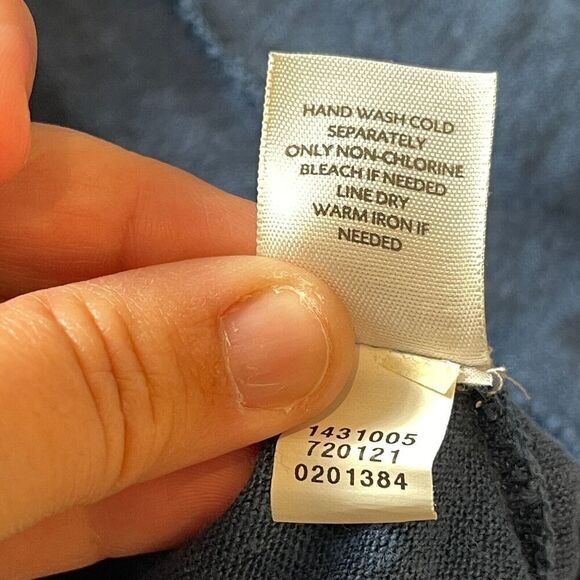 HAND WASH COLD
SEPARATELY
ONLY NON-CHLORINE
BLEACH IF NEEDED
LINE DRY
WARM IRON IF
NEEDED
1431005
720121
0201384